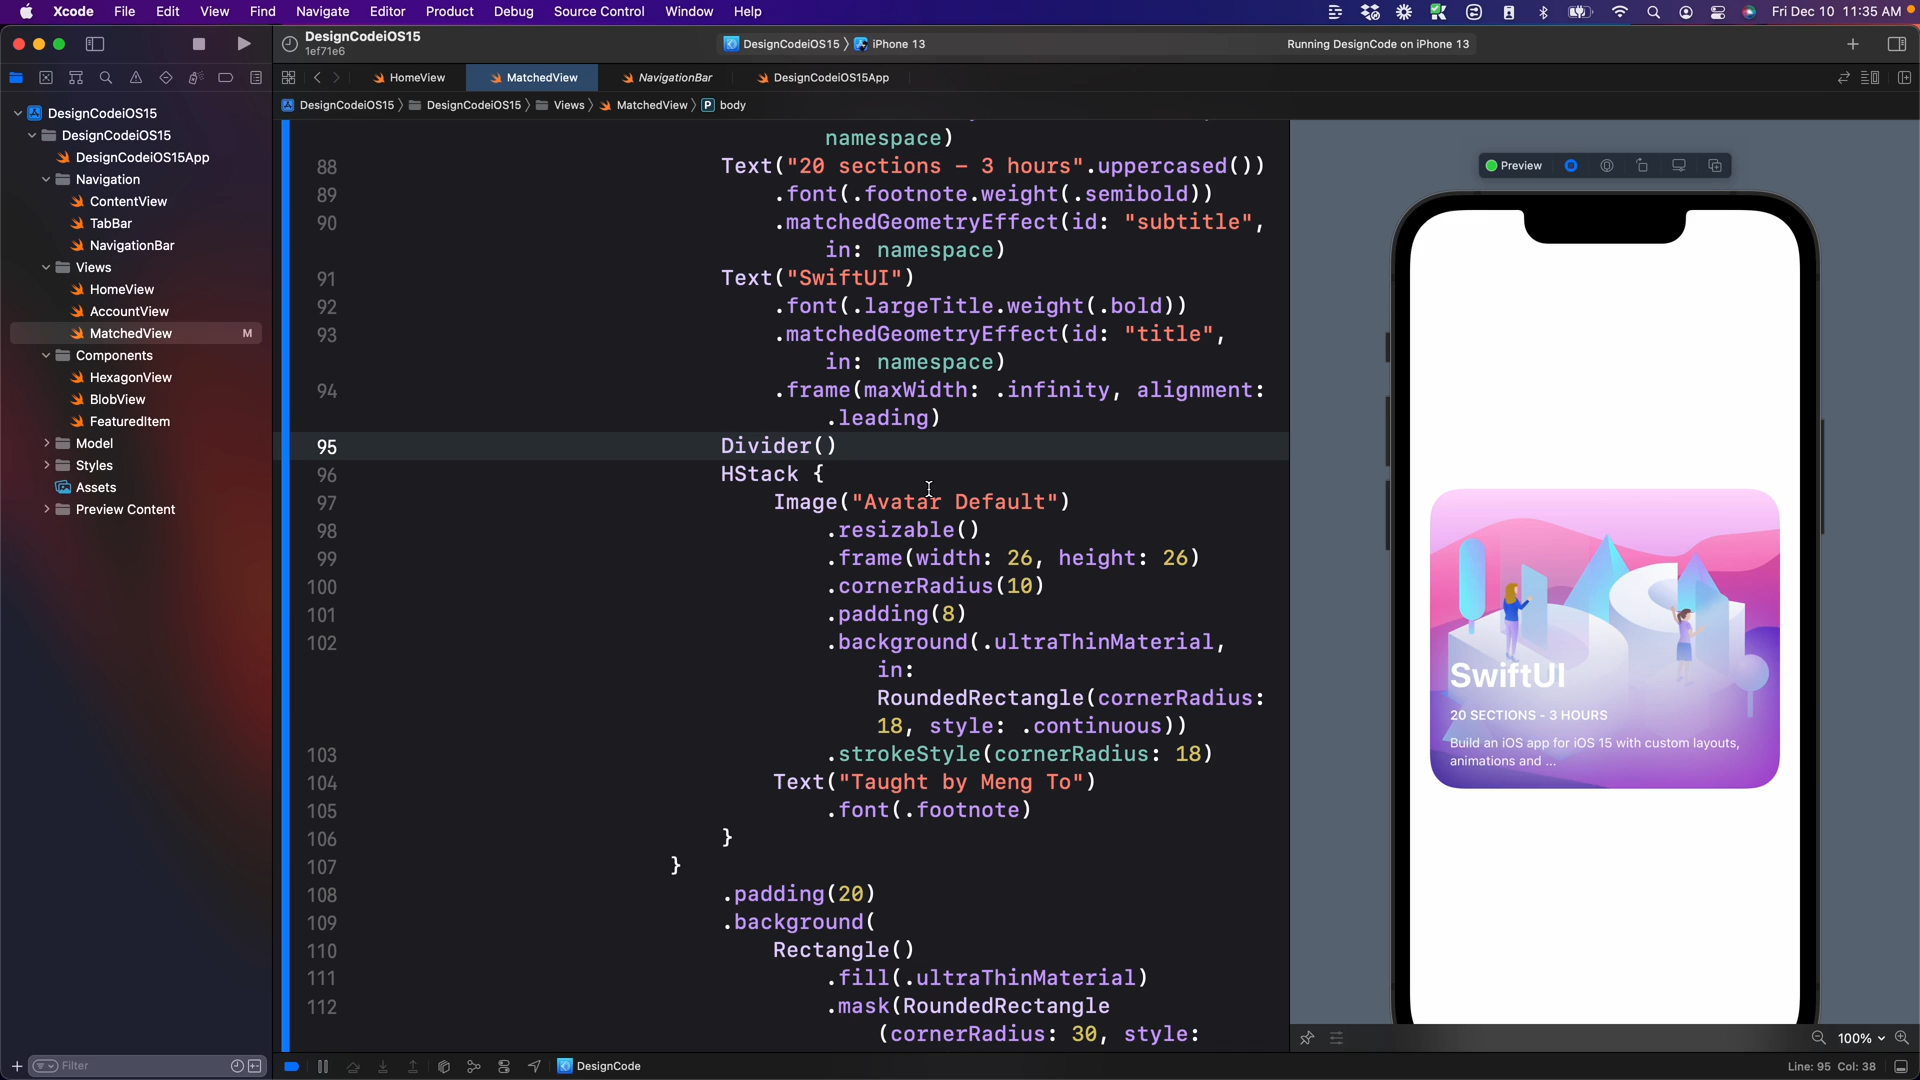 Xcode File Edit View Find Navigate Editor Product Debug Source Control Window Help Fri Dec 10 11:35 AM
DesignCodeiOS15
1ef71e6
DesignCodeiOS15 iPhone 13 Running DesignCode on iPhone 13
HomeView MatchedView NavigationBar DesignCodeiOS15App
DesignCodeiOS15 DesignCodeiOS15 Views MatchedView P body
DesignCodeiOS15
DesignCodeiOS15
DesignCodeiOS15App
Navigation
ContentView
TabBar
NavigationBar
Views
HomeView
AccountView
MatchedView M
Components
HexagonView
BlobView
FeaturedItem
Model
Styles
Assets
Preview Content
Filter
namespace)
88 Text("20 sections - 3 hours".uppercased())
89 .font(.footnote.weight(.semibold))
90 .matchedGeometryEffect(id: "subtitle",
in: namespace)
91 Text("SwiftUI")
92 .font(.largeTitle.weight(.bold))
93 .matchedGeometryEffect(id: "title",
in: namespace)
94 .frame(maxWidth: .infinity, alignment:
.leading)
95 Divider()
96 HStack {
97 Image("Avatar Default")
98 .resizable()
99 .frame(width: 26, height: 26)
100 .cornerRadius(10)
101 .padding(8)
102 .background(.ultraThinMaterial,
in:
RoundedRectangle(cornerRadius:
18, style: .continuous))
103 .strokeStyle(cornerRadius: 18)
104 Text("Taught by Meng To")
105 .font(.footnote)
106 }
107 }
108 .padding(20)
109 .background(
110 Rectangle()
111 .fill(.ultraThinMaterial)
112 .mask(RoundedRectangle
(cornerRadius: 30, style:
Preview
SwiftUI
20 SECTIONS - 3 HOURS
Build an iOS app for iOS 15 with custom layouts,
animations and ...
100%
DesignCode
Line: 95 Col: 38